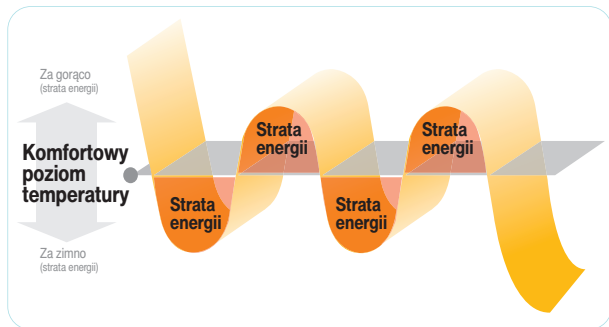 Za gorąco
(strata energii)
Komfortowy
poziom
temperatury
Za zimno
(strata energii)
Strata
energii
Strata
energii
Strata
energii
Strata
energii